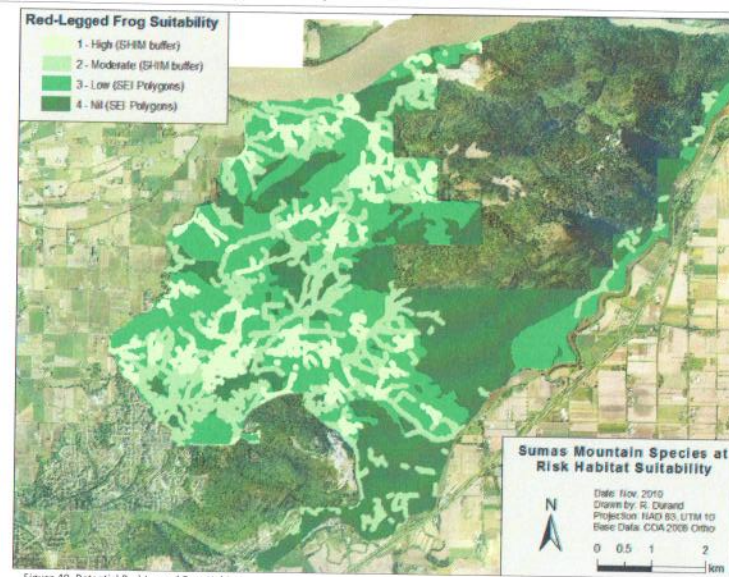 Red-Legged Frog Suitability
1 - High (SHIM buffer)
2 - Moderate (SHIM buffer)
3 - Low (SEI Polygons)
4 - Nil (SEI Polygons)
Sumas Mountain Species at
Risk Habitat Suitability
N
Date: Nov. 2010
Drawn by: R. Durand
Projection: NAD 83, UTM 10
Base Data: COA 2008 Ortho
0 0.5 1 2
km